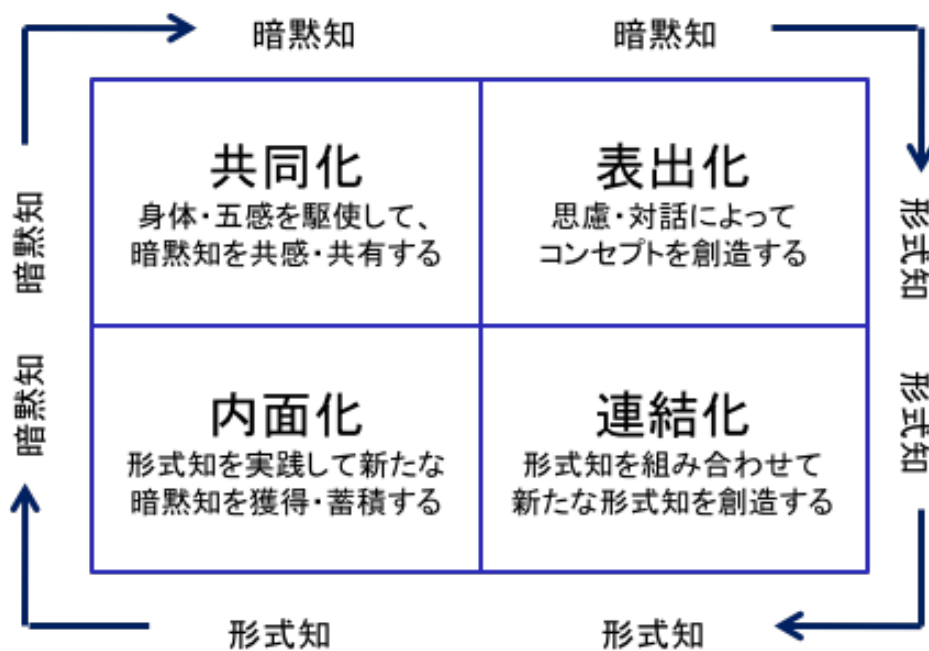 暗黙知
暗黙知
共同化
身体・五感を駆使して、
暗黙知を共感・共有する
表出化
思慮・対話によって
コンセプトを創造する
暗黙知
形式知
暗黙知
形式知
内面化
形式知を実践して新たな
暗黙知を獲得・蓄積する
連結化
形式知を組み合わせて
新たな形式知を創造する
形式知
形式知